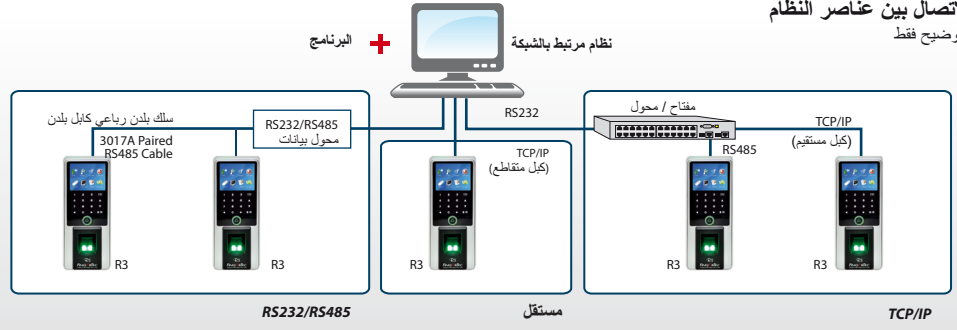 تصال بين عناصر النظام
وضيح فقط
نظام مرتبط بالشبكة
البرنامج
RS232
سلك بلدن رباعي كابل بلدن
3017A Paired
RS485 Cable
RS232/RS485
محول بيانات
R3
R3
TCP/IP
(كبل متقاطع)
R3
مفتاح / محول
RS485
TCP/IP
(كبل مستقيم)
R3
R3
RS232/RS485
مستقل
TCP/IP